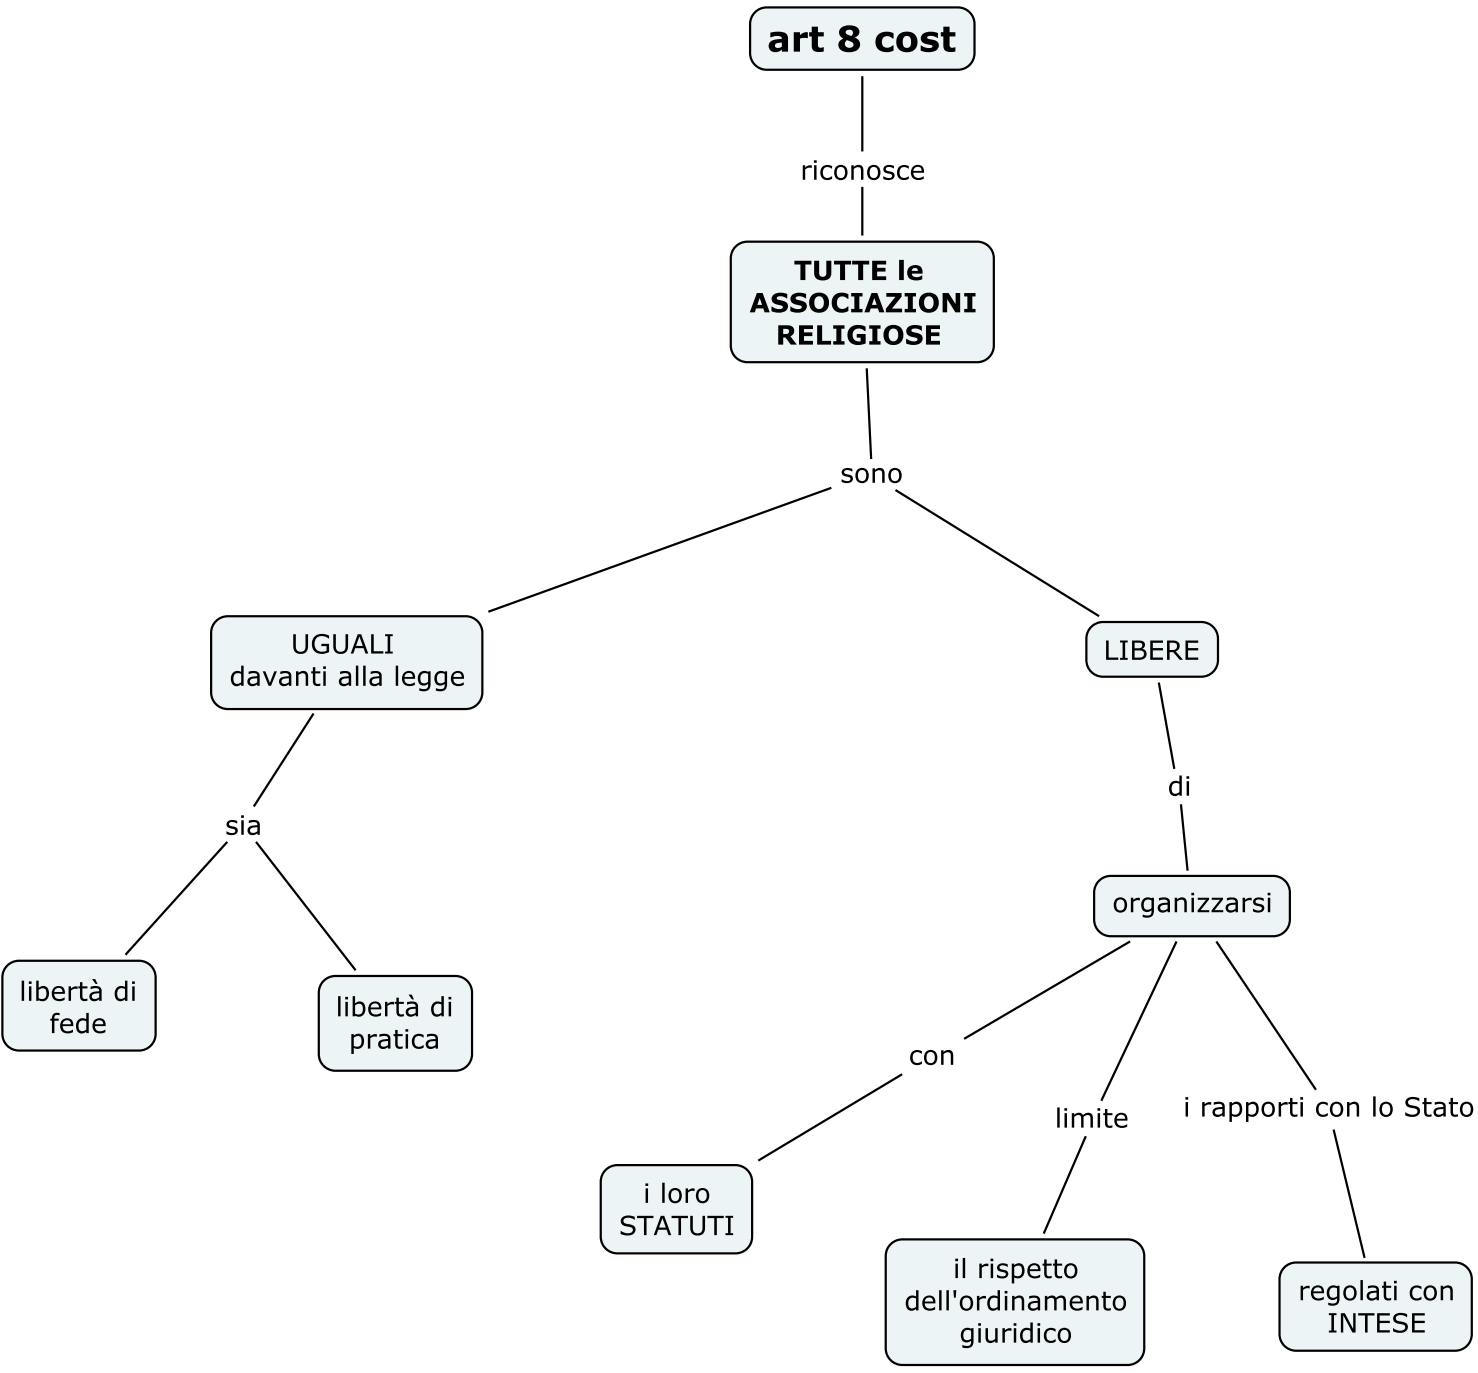 art 8 cost
riconosce
TUTTE le
ASSOCIAZIONI
RELIGIOSE
sono
UGUALI
davanti alla legge
LIBERE
sia
di
libertà di
fede
libertà di
pratica
organizzarsi
con
limite
i rapporti con lo Stato
i loro
STATUTI
il rispetto
dell'ordinamento
giuridico
regolati con
INTESE